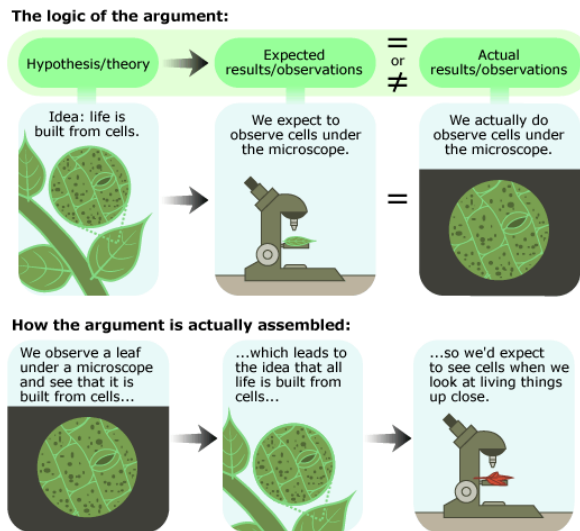 The logic of the argument:
Hypothesis/theory
Expected
results/observations
=
or
≠
Actual
results/observations
Idea: life is
built from cells.
We expect to
observe cells under
the microscope.
=
We actually do
observe cells under
the microscope.
How the argument is actually assembled:
We observe a leaf
under a microscope
and see that it is
built from cells...
...which leads to
the idea that all
life is built from
cells...
...so we'd expect
to see cells when we
look at living things
up close.